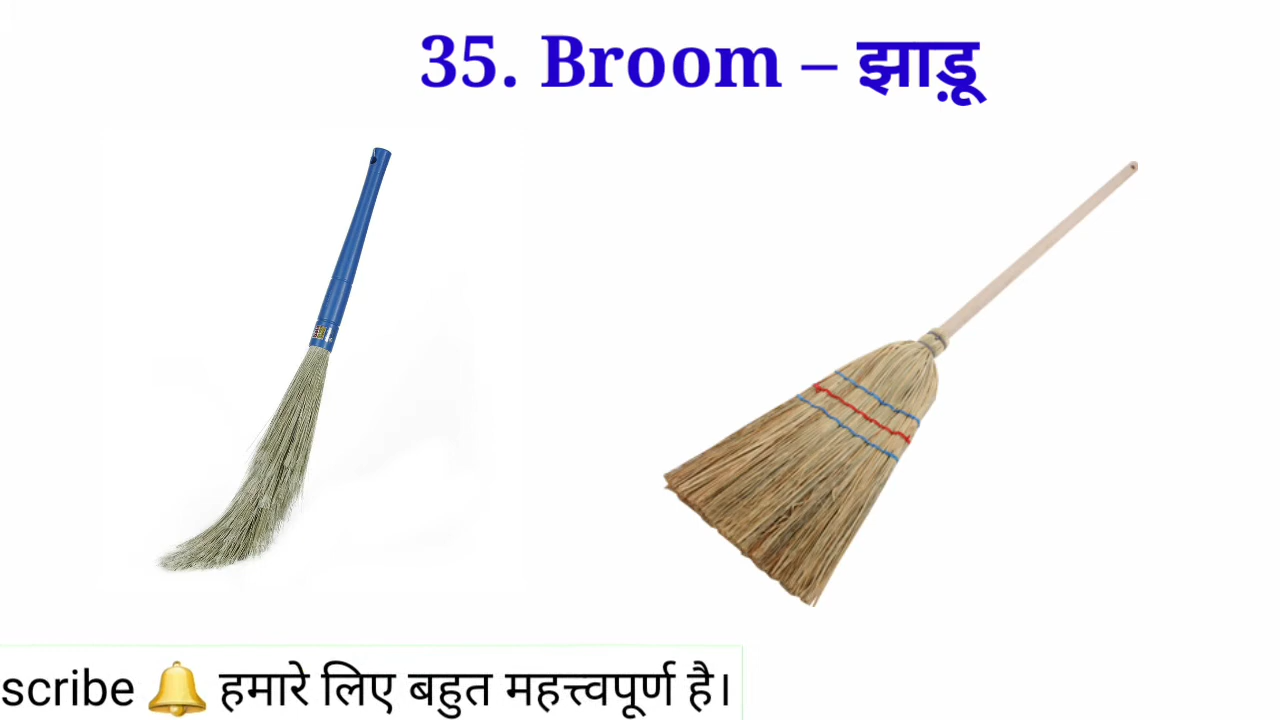 35. Broom – झाड़ू
scribe 🔔 हमारे लिए बहुत महत्त्वपूर्ण है।